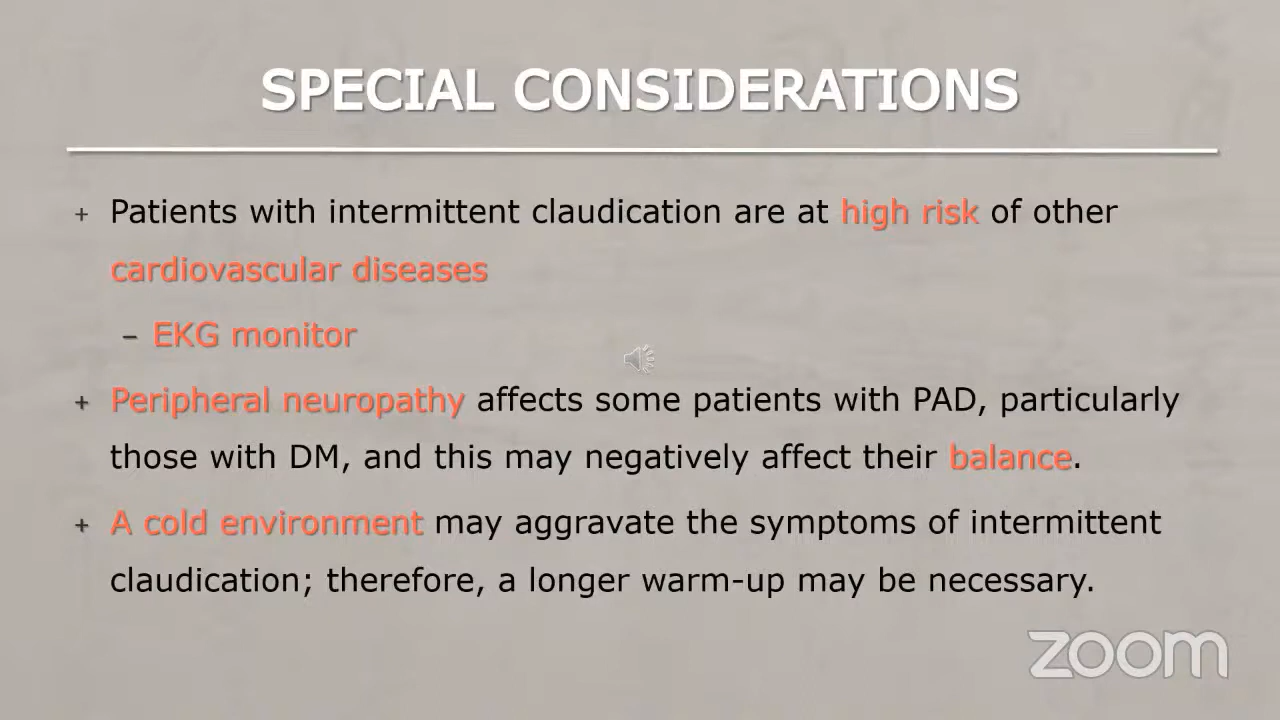 SPECIAL CONSIDERATIONS
+ Patients with intermittent claudication are at high risk of other
cardiovascular diseases
– EKG monitor
+ Peripheral neuropathy affects some patients with PAD, particularly
those with DM, and this may negatively affect their balance.
+ A cold environment may aggravate the symptoms of intermittent
claudication; therefore, a longer warm-up may be necessary.
zoom